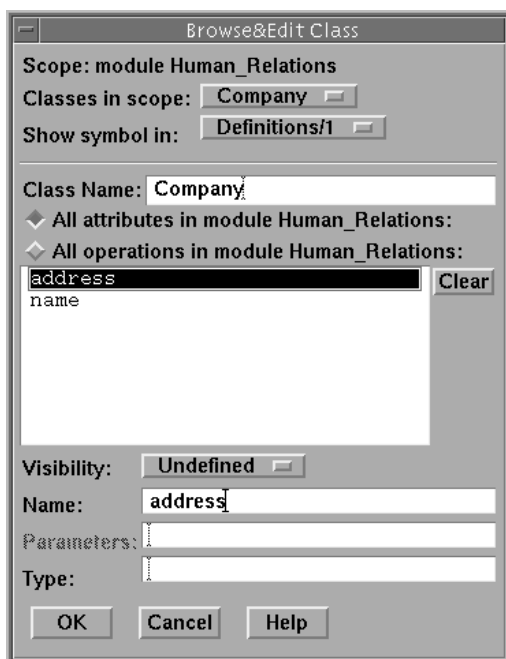 Browse&Edit Class
Scope: module Human_Relations
Classes in scope: Company
Show symbol in: Definitions/1
Class Name: Company
All attributes in module Human_Relations:
All operations in module Human_Relations:
address
Clear
name
Visibility: Undefined
Name: address
Parameters:
Type:
OK Cancel Help